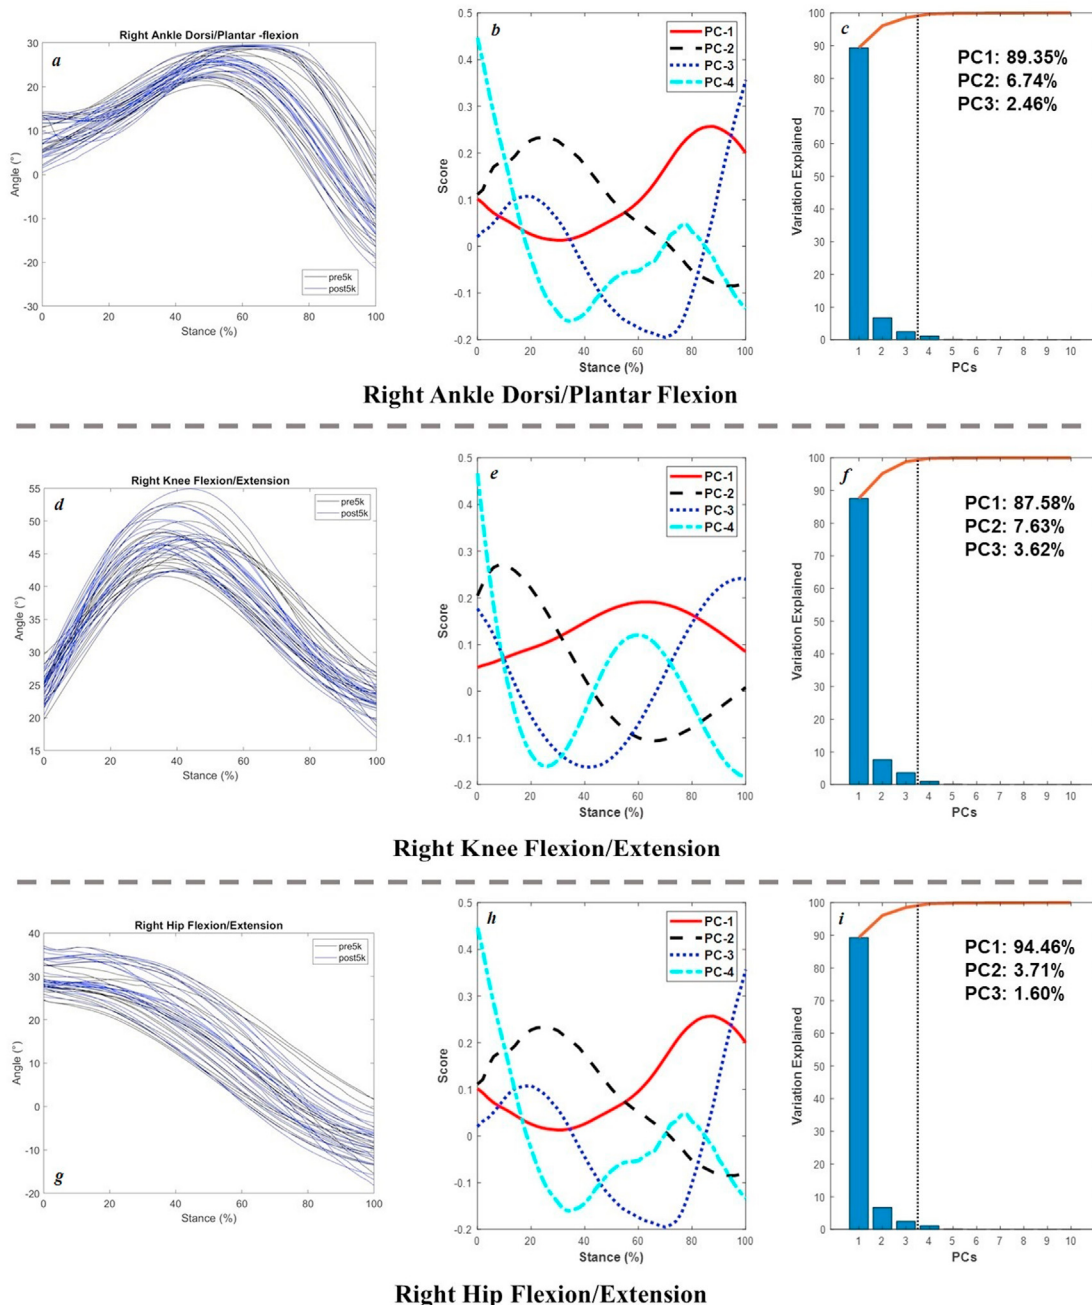 Right Ankle Dorsi/Plantar -flexion
a
30
20
10
0
-10
-20
-30
Angle (°)
pre5k
post5k
0 20 40 60 80 100
Stance (%)
b
0.5
0.4
0.3
0.2
0.1
0
-0.1
-0.2
Score
PC-1
PC-2
PC-3
PC-4
0 20 40 60 80 100
Stance (%)
c
100
90
80
70
60
50
40
30
20
10
0
Variation Explained
PC1: 89.35%
PC2: 6.74%
PC3: 2.46%
1 2 3 4 5 6 7 8 9 10
PCs
Right Ankle Dorsi/Plantar Flexion
Right Knee Flexion/Extension
d
55
50
45
40
35
30
25
20
15
Angle (°)
pre5k
post5k
0 20 40 60 80 100
Stance (%)
e
0.5
0.4
0.3
0.2
0.1
0
-0.1
-0.2
Score
PC-1
PC-2
PC-3
PC-4
0 20 40 60 80 100
Stance (%)
f
100
90
80
70
60
50
40
30
20
10
0
Variation Explained
PC1: 87.58%
PC2: 7.63%
PC3: 3.62%
1 2 3 4 5 6 7 8 9 10
PCs
Right Knee Flexion/Extension
Right Hip Flexion/Extension
40
30
20
10
0
-10
-20
Angle (°)
pre5k
post5k
g
0 20 40 60 80 100
Stance (%)
h
0.5
0.4
0.3
0.2
0.1
0
-0.1
-0.2
Score
PC-1
PC-2
PC-3
PC-4
0 20 40 60 80 100
Stance (%)
i
100
90
80
70
60
50
40
30
20
10
0
Variation Explained
PC1: 94.46%
PC2: 3.71%
PC3: 1.60%
1 2 3 4 5 6 7 8 9 10
PCs
Right Hip Flexion/Extension